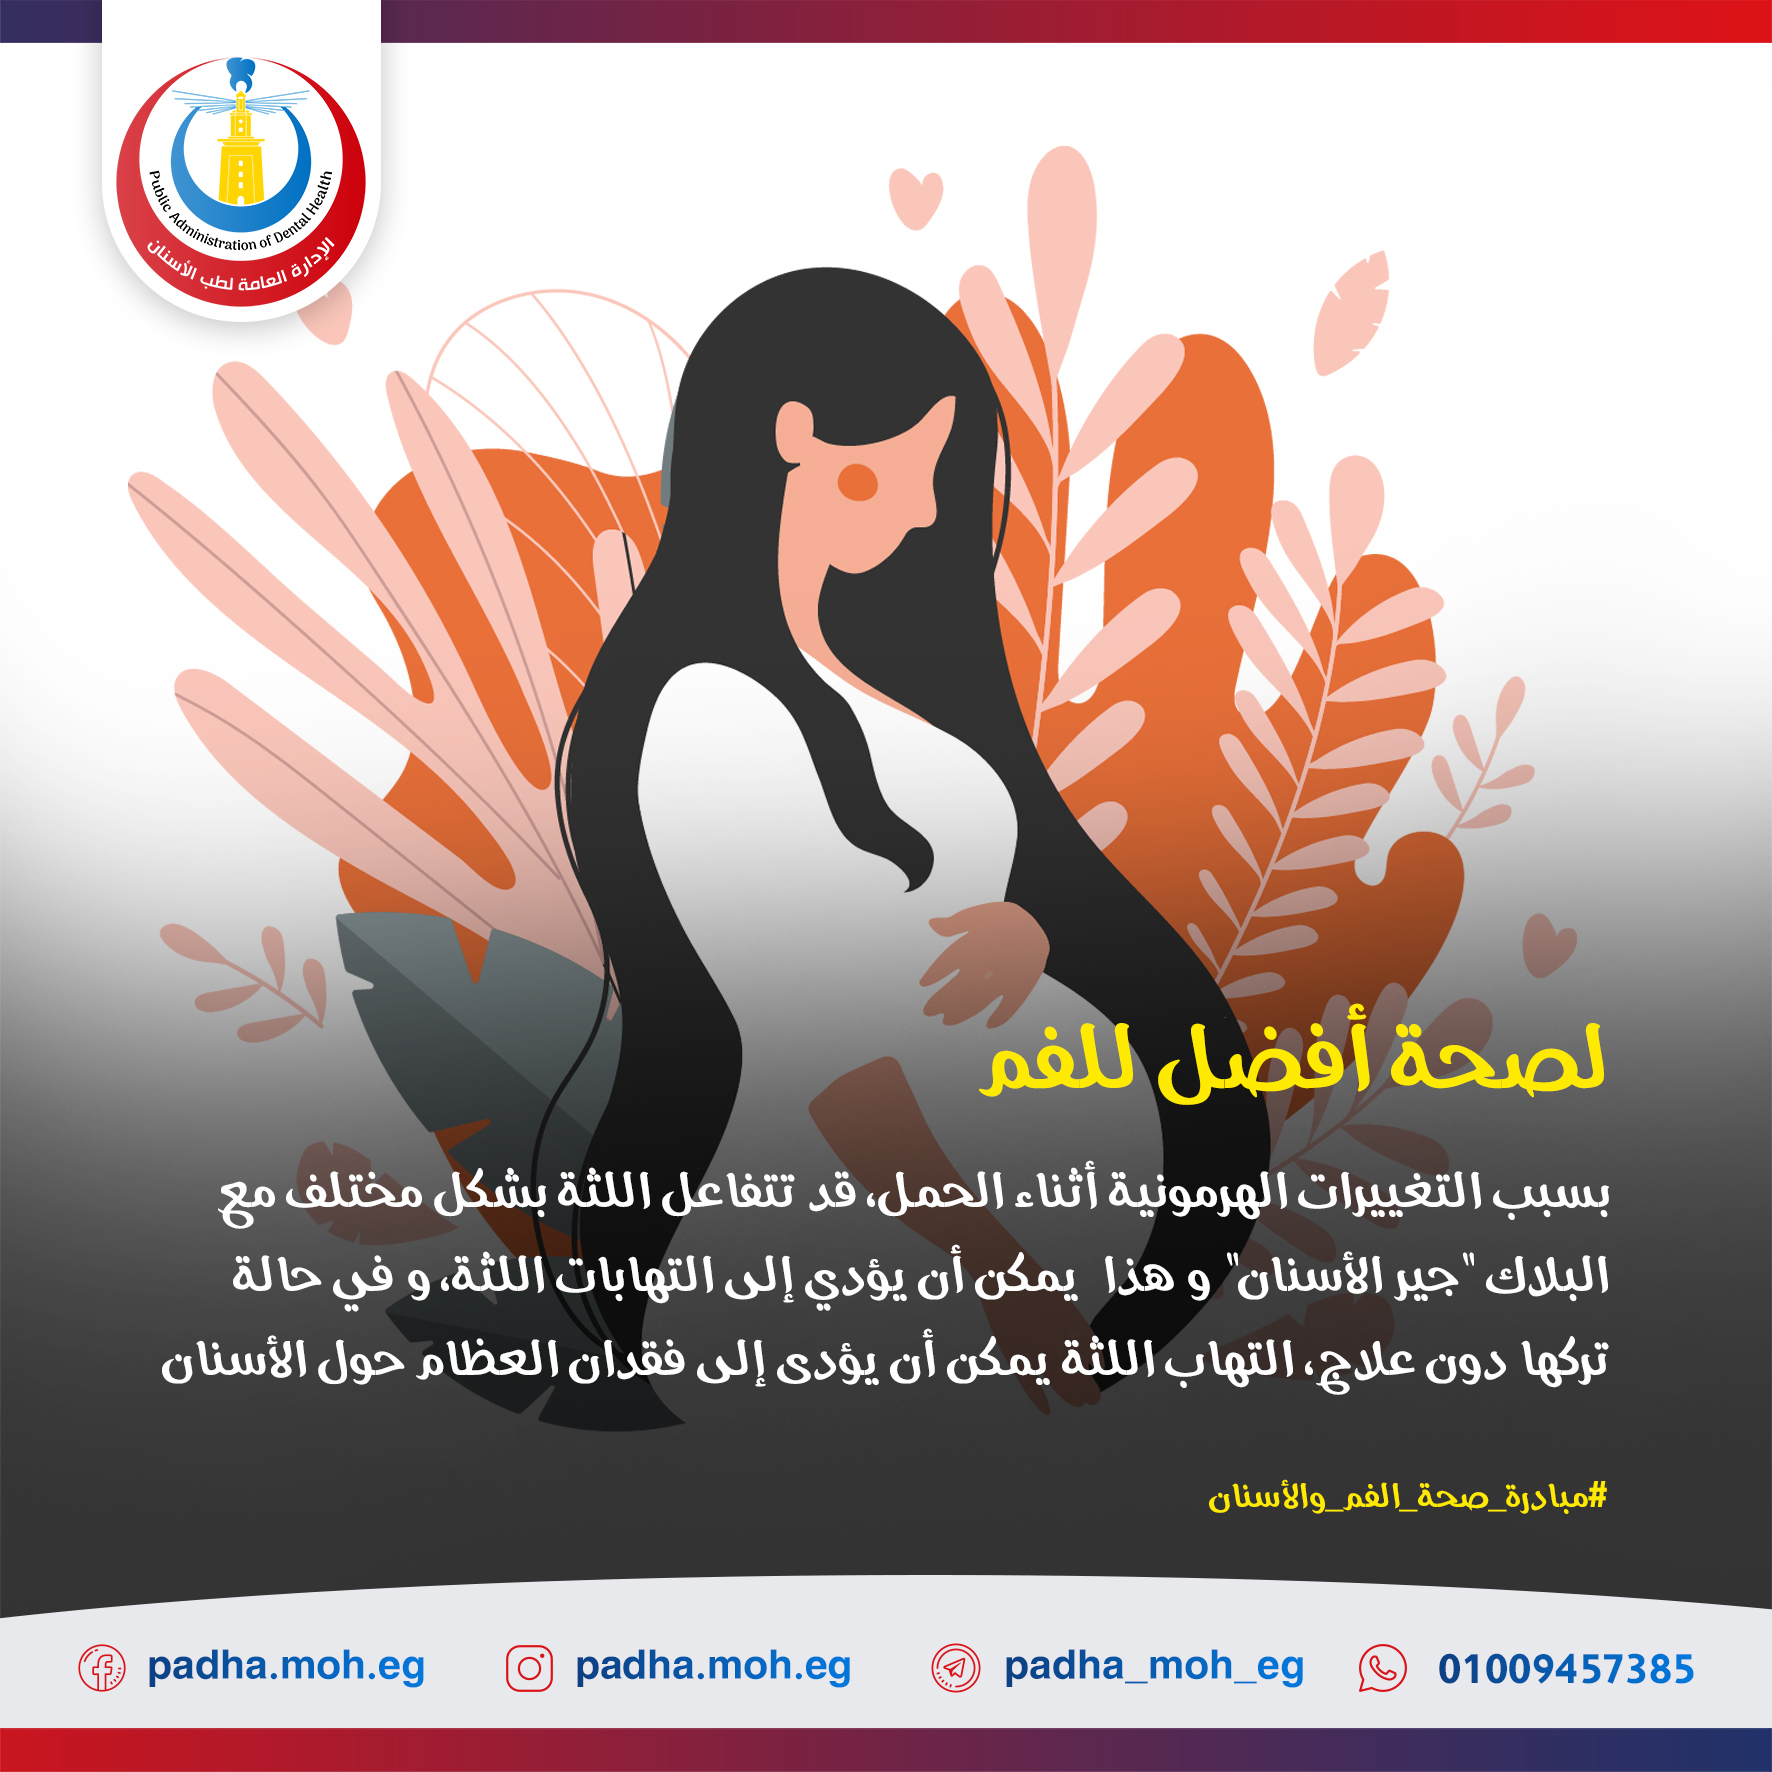 Public Administration of Dental Health
الإدارة العامة لطب الأسنان
لصحة أفضل للفم
بسبب التغييرات الهرمونية أثناء الحمل، قد تتفاعل اللثة بشكل مختلف مع
البلاك "جير الأسنان" و هذا يمكن أن يؤدي إلى التهابات اللثة، و في حالة
تركها دون علاج، التهاب اللثة يمكن أن يؤدى إلى فقدان العظام حول الأسنان
#مبادرة_صحة_الفم_والأسنان
padha.moh.eg
padha.moh.eg
padha_moh_eg
01009457385